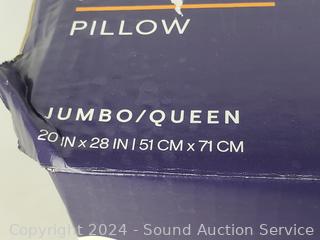 PILLOW
JUMBO/QUEEN
20 IN x 28 IN | 51 CM x 71 CM
Copyright 2024 - Sound Auction Service